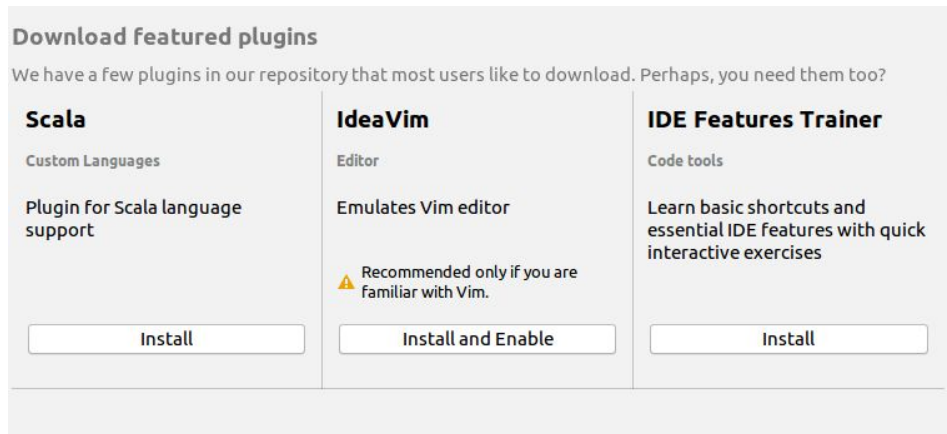 Download featured plugins
We have a few plugins in our repository that most users like to download. Perhaps, you need them too?
Scala
Custom Languages
Plugin for Scala language
support
Install
IdeaVim
Editor
Emulates Vim editor
Recommended only if you are
familiar with Vim.
Install and Enable
IDE Features Trainer
Code tools
Learn basic shortcuts and
essential IDE features with quick
interactive exercises
Install